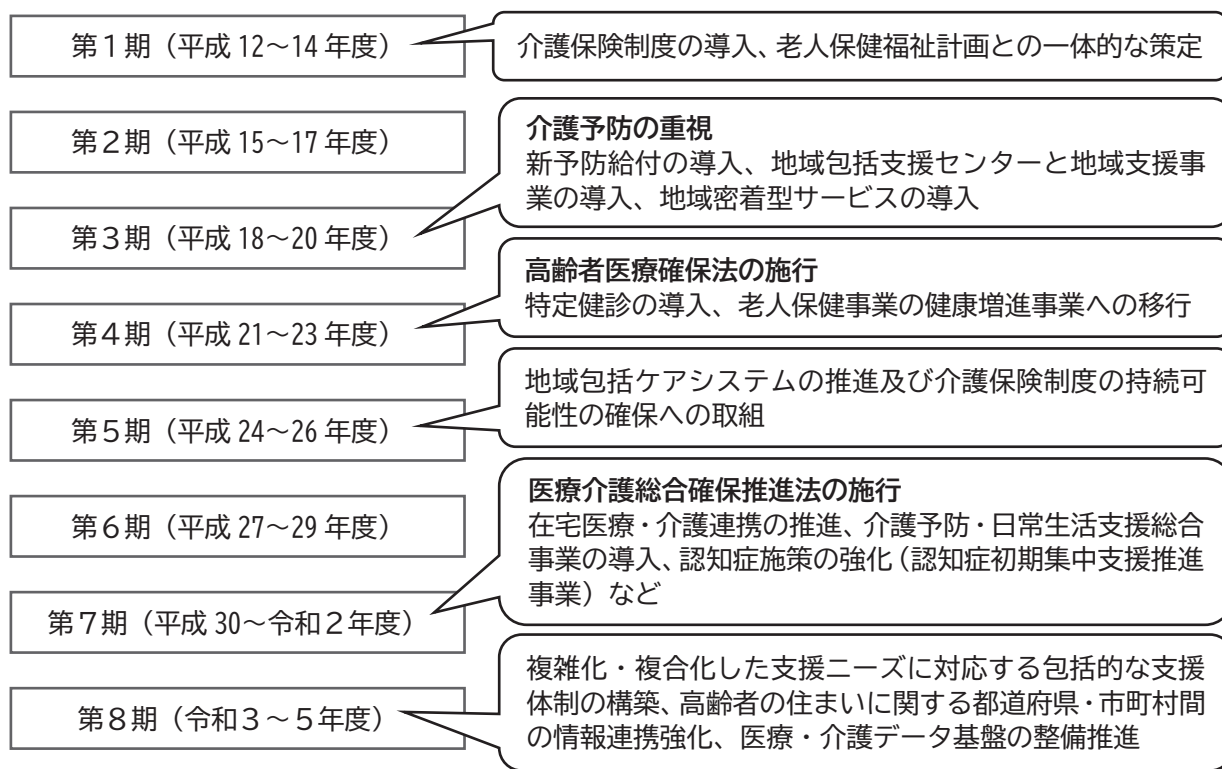 第１期（平成 12～14 年度）
介護保険制度の導入、老人保健福祉計画との一体的な策定
第２期（平成 15～17 年度）
介護予防の重視
新予防給付の導入、地域包括支援センターと地域支援事
業の導入、地域密着型サービスの導入
第３期（平成 18～20 年度）
高齢者医療確保法の施行
特定健診の導入、老人保健事業の健康増進事業への移行
第４期（平成 21～23 年度）
地域包括ケアシステムの推進及び介護保険制度の持続可
能性の確保への取組
第５期（平成 24～26 年度）
医療介護総合確保推進法の施行
在宅医療・介護連携の推進、介護予防・日常生活支援総合
事業の導入、認知症施策の強化（認知症初期集中支援推進
事業）など
第６期（平成 27～29 年度）
第７期（平成 30～令和２年度）
複雑化・複合化した支援ニーズに対応する包括的な支援
体制の構築、高齢者の住まいに関する都道府県・市町村間
の情報連携強化、医療・介護データ基盤の整備推進
第８期（令和３～５年度）